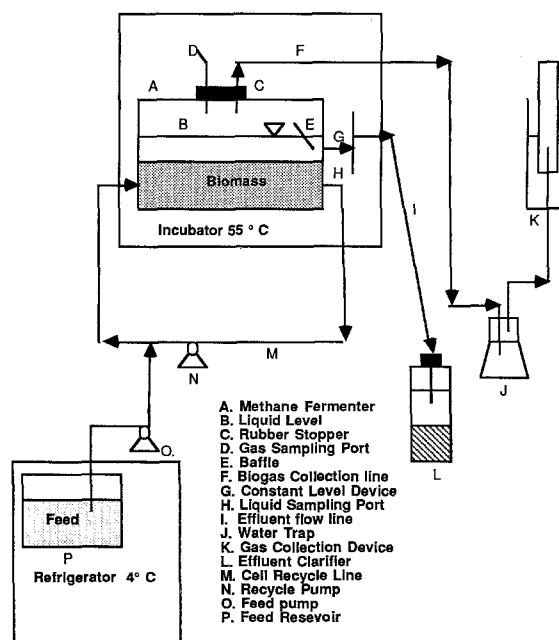 F
D
A
C
B
E
G
H
Biomass
Incubator 55 ° C
I
K
M
N
J
O.
L
Feed
P
Refrigerator 4° C
A. Methane Fermenter
B. Liquid Level
C. Rubber Stopper
D. Gas Sampling Port
E. Baffle
F. Biogas Collection line
G. Constant Level Device
H. Liquid Sampling Port
I. Effluent flow line
J. Water Trap
K. Gas Collection Device
L. Effluent Clarifier
M. Cell Recycle Line
N. Recycle Pump
O. Feed pump
P. Feed Resevoir